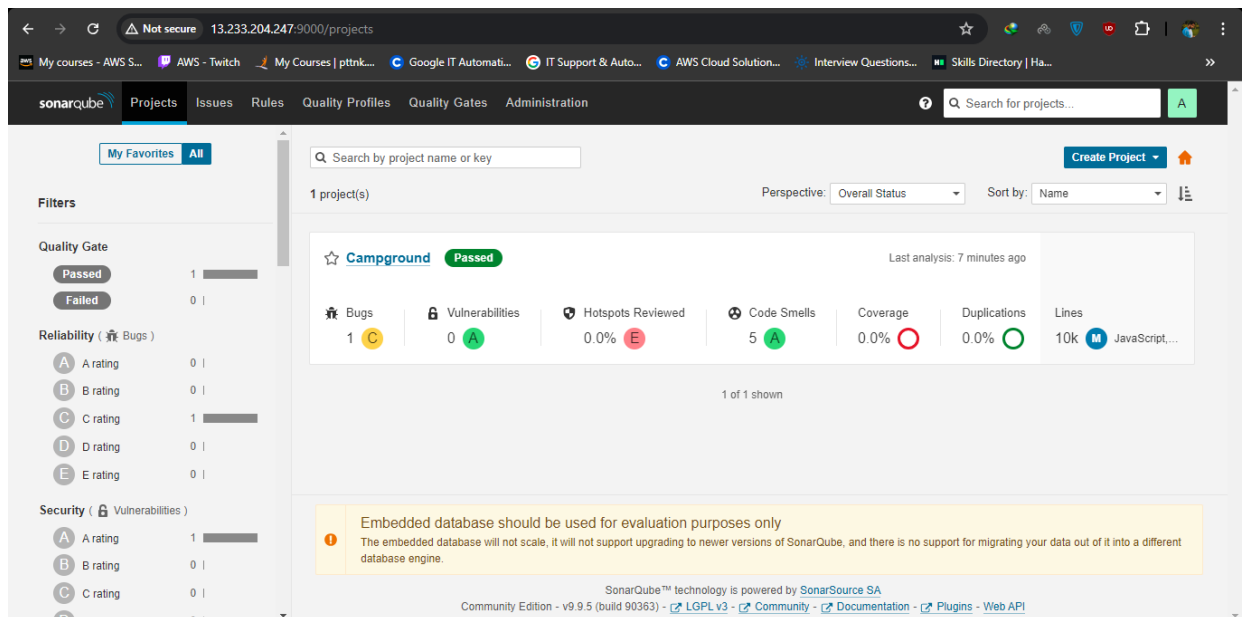 Not secure 13.233.204.247:9000/projects
My courses - AWS S... AWS - Twitch My Courses | pttnk.... Google IT Automati... IT Support & Auto... AWS Cloud Solution... Interview Questions... Skills Directory | Ha... »
sonarqube Projects Issues Rules Quality Profiles Quality Gates Administration ? Search for projects... A
My Favorites All Search by project name or key Create Project
1 project(s) Perspective: Overall Status Sort by: Name
Filters
Quality Gate
Passed 1
Failed 0
Reliability ( Bugs )
A A rating 0
B B rating 0
C C rating 1
D D rating 0
E E rating 0
Security ( Vulnerabilities )
A A rating 1
B B rating 0
C C rating 0
Campground Passed Last analysis: 7 minutes ago
Bugs Vulnerabilities Hotspots Reviewed Code Smells Coverage Duplications Lines
1 C 0 A 0.0% E 5 A 0.0% 0.0% 10k M JavaScript,...
1 of 1 shown
Embedded database should be used for evaluation purposes only
The embedded database will not scale, it will not support upgrading to newer versions of SonarQube, and there is no support for migrating your data out of it into a different
database engine.
SonarQube™ technology is powered by SonarSource SA
Community Edition - v9.9.5 (build 90363) - LGPL v3 - Community - Documentation - Plugins - Web API